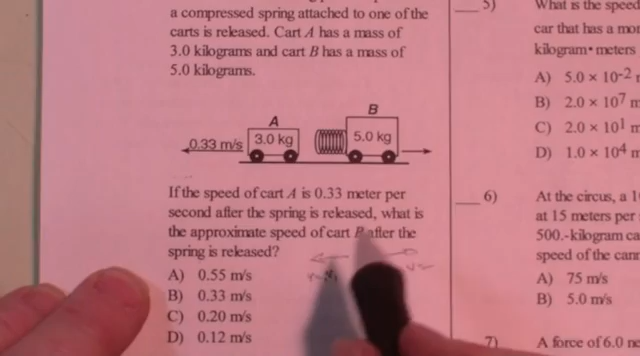 a compressed spring attached to one of the
carts is released. Cart A has a mass of
3.0 kilograms and cart B has a mass of
5.0 kilograms.
A
B
0.33 m/s
3.0 kg
5.0 kg
If the speed of cart A is 0.33 meter per
second after the spring is released, what is
the approximate speed of cart B after the
spring is released?
A) 0.55 m/s
B) 0.33 m/s
C) 0.20 m/s
D) 0.12 m/s
5) What is the speed
car that has a
kilogram•meters
A) 5.0 × 10-2
B) 2.0 × 107 m
C) 2.0 × 101 m
D) 1.0 × 104 m
6) At the circus, a
at 15 meters per
500.-kilogram
speed of the
A) 75 m/s
B) 5.0 m/s
7) A force of 6.0